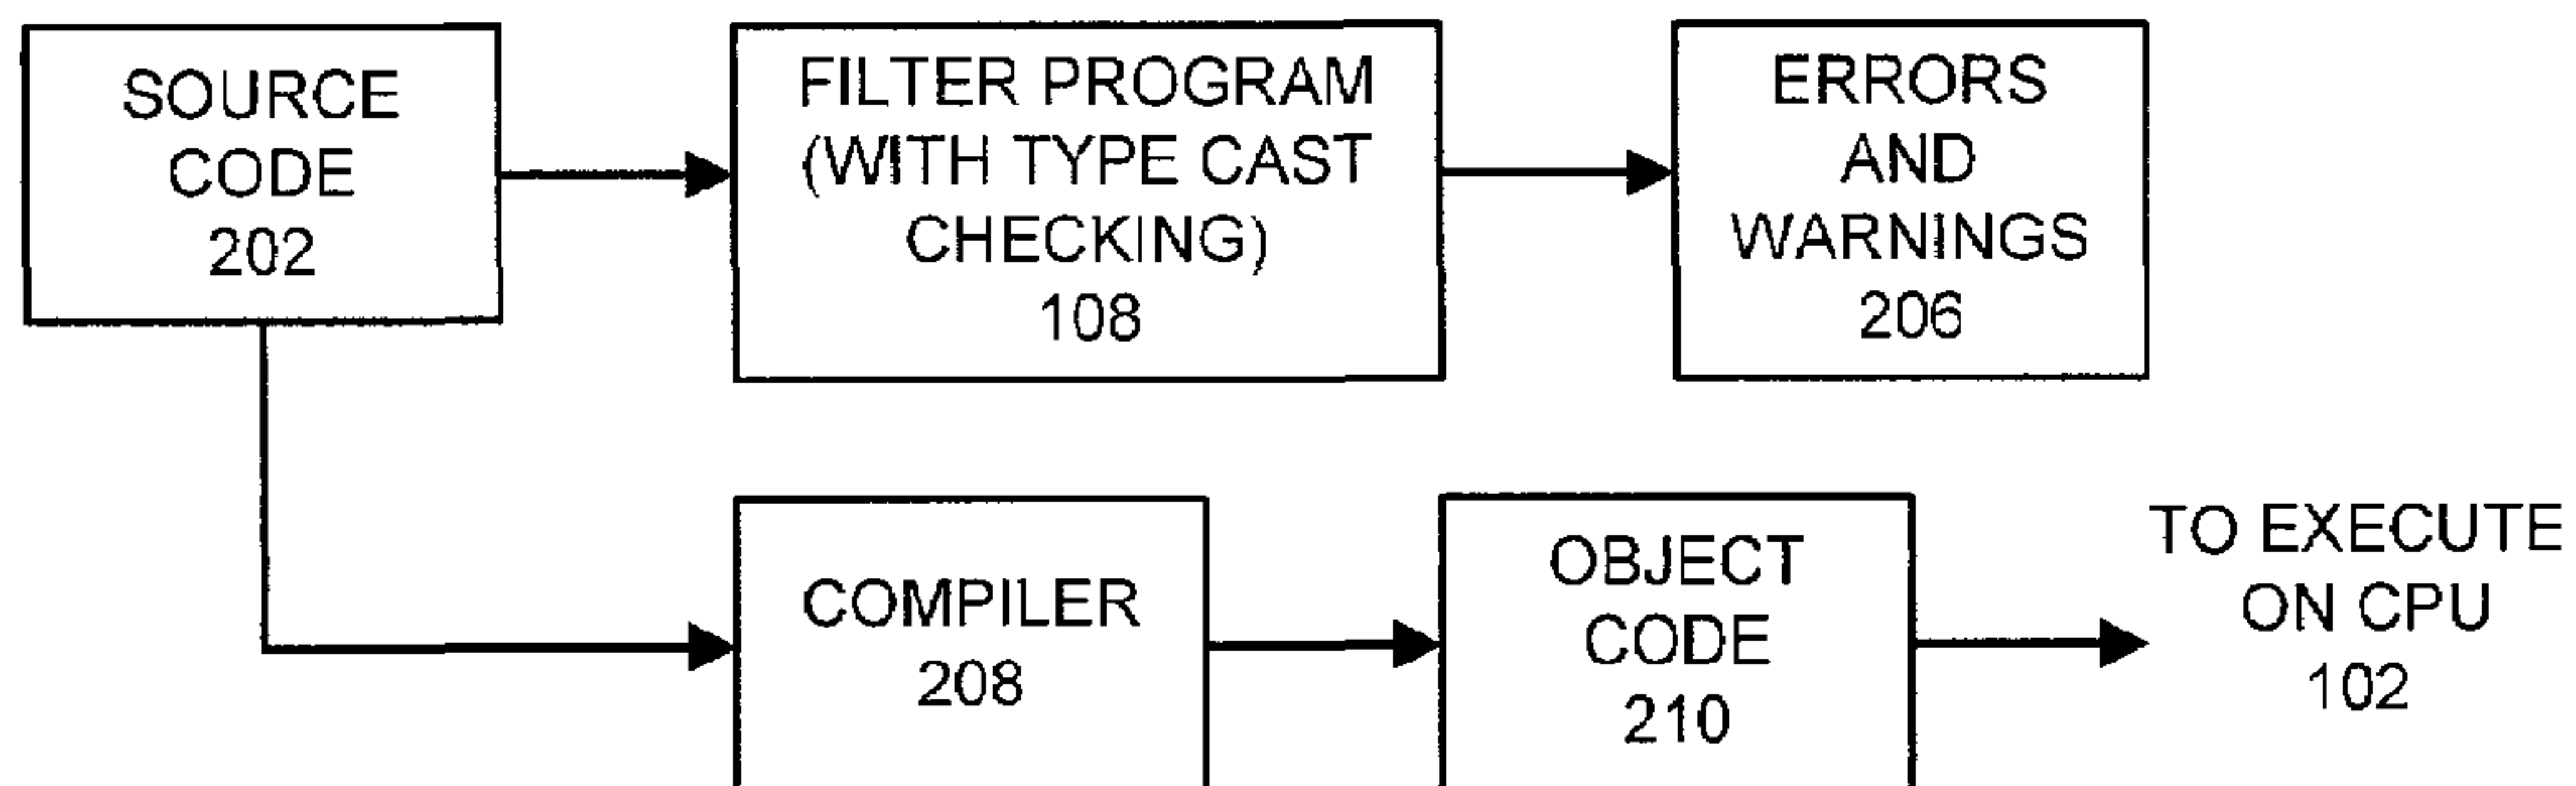 SOURCE
CODE
202
FILTER PROGRAM
(WITH TYPE CAST
CHECKING)
108
ERRORS
AND
WARNINGS
206
COMPILER
208
OBJECT
CODE
210
TO EXECUTE
ON CPU
102